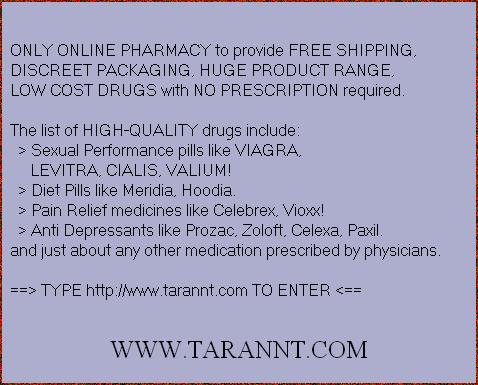 ONLY ONLINE PHARMACY to provide FREE SHIPPING,
DISCREET PACKAGING, HUGE PRODUCT RANGE,
LOW COST DRUGS with NO PRESCRIPTION required.
The list of HIGH-QUALITY drugs include:
> Sexual Performance pills like VIAGRA,
LEVITRA, CIALIS, VALIUM!
> Diet Pills like Meridia, Hoodia.
> Pain Relief medicines like Celebrex, Vioxx!
> Anti Depressants like Prozac, Zoloft, Celexa, Paxil.
and just about any other medication prescribed by physicians.
==> TYPE http://www.tarannt.com TO ENTER <==
WWW.TARANNT.COM